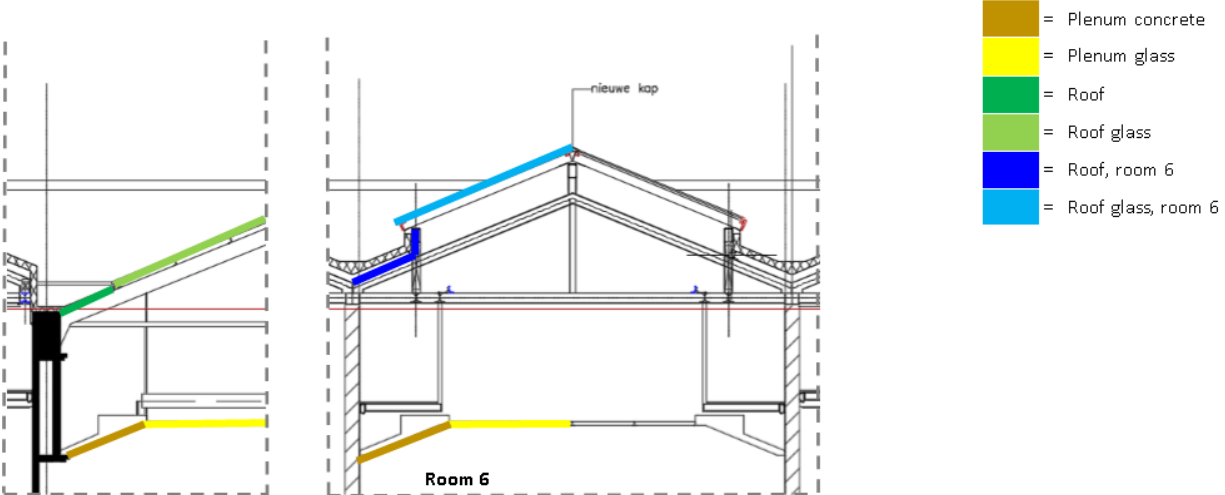 nieuwe kap
Room 6
= Plenum concrete
= Plenum glass
= Roof
= Roof glass
= Roof, room 6
= Roof glass, room 6